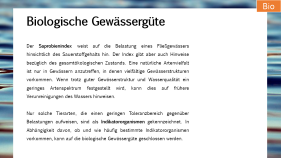 Bio
Biologische Gewässergüte
Der Saprobienindex weist auf die Belastung eines Fließgewässers
hinsichtlich des Sauerstoffgehalts hin. Der Index gibt aber auch Hinweise
bezüglich des gesamtökologischen Zustands. Eine natürliche Artenvielfalt
ist nur in Gewässern anzutreffen, in denen vielfältige Gewässerstrukturen
vorkommen. Wenn trotz guter Gewässerstruktur und Wasserqualität ein
geringes Artenspektrum festgestellt wird, kann dies auf frühere
Verunreinigungen des Wassers hinweisen.
Nur solche Tierarten, die einen geringen Toleranzbereich gegenüber
Belastungen aufweisen, sind als Indikatororganismen gekennzeichnet. In
Abhängigkeit davon, ob und wie häufig bestimmte Indikatororganismen
vorkommen, kann auf die biologische Gewässergüte geschlossen werden.